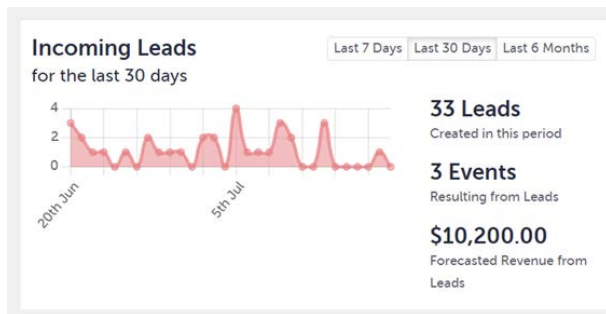 Incoming Leads
for the last 30 days
Last 7 Days
Last 30 Days
Last 6 Months
4
2
0
20th Jun
5th Jul
33 Leads
Created in this period
3 Events
Resulting from Leads
$10,200.00
Forecasted Revenue from
Leads